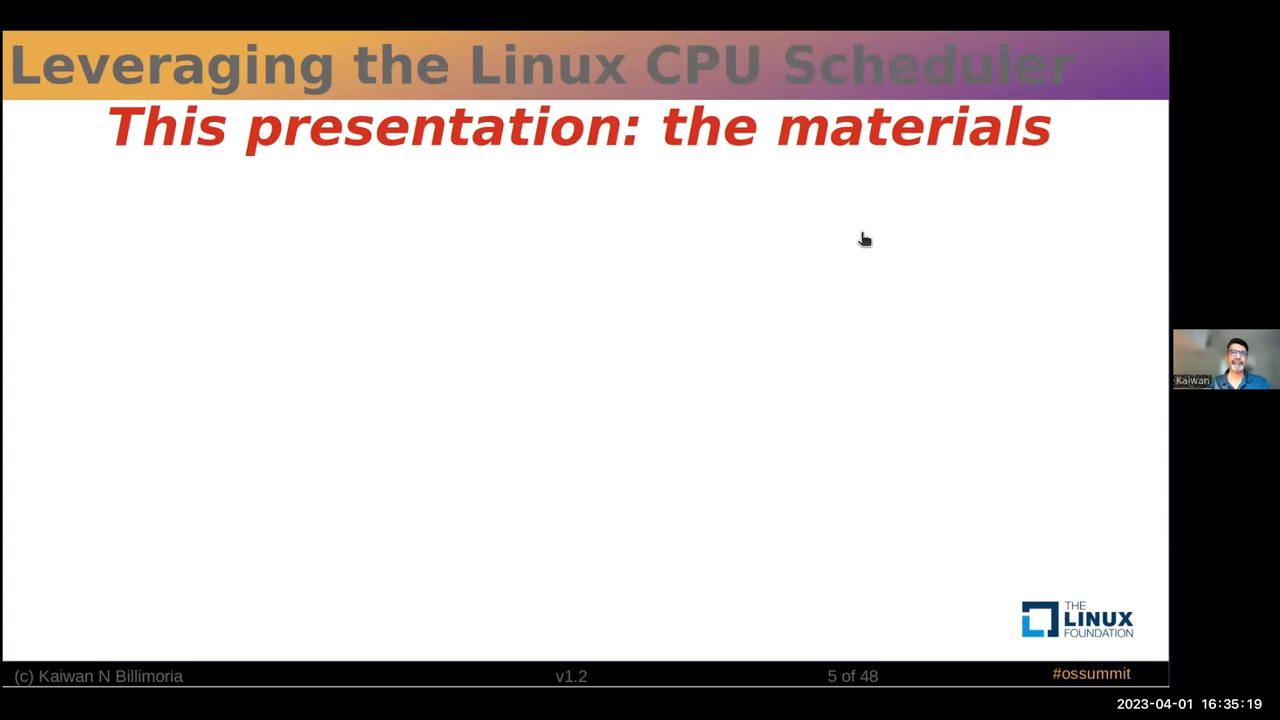 Leveraging the Linux CPU Scheduler
This presentation: the materials
Kaiwan
THE
LINUX
FOUNDATION
(c) Kaiwan N Billimoria
v1.2
5 of 48
#ossummit
2023-04-01 16:35:19